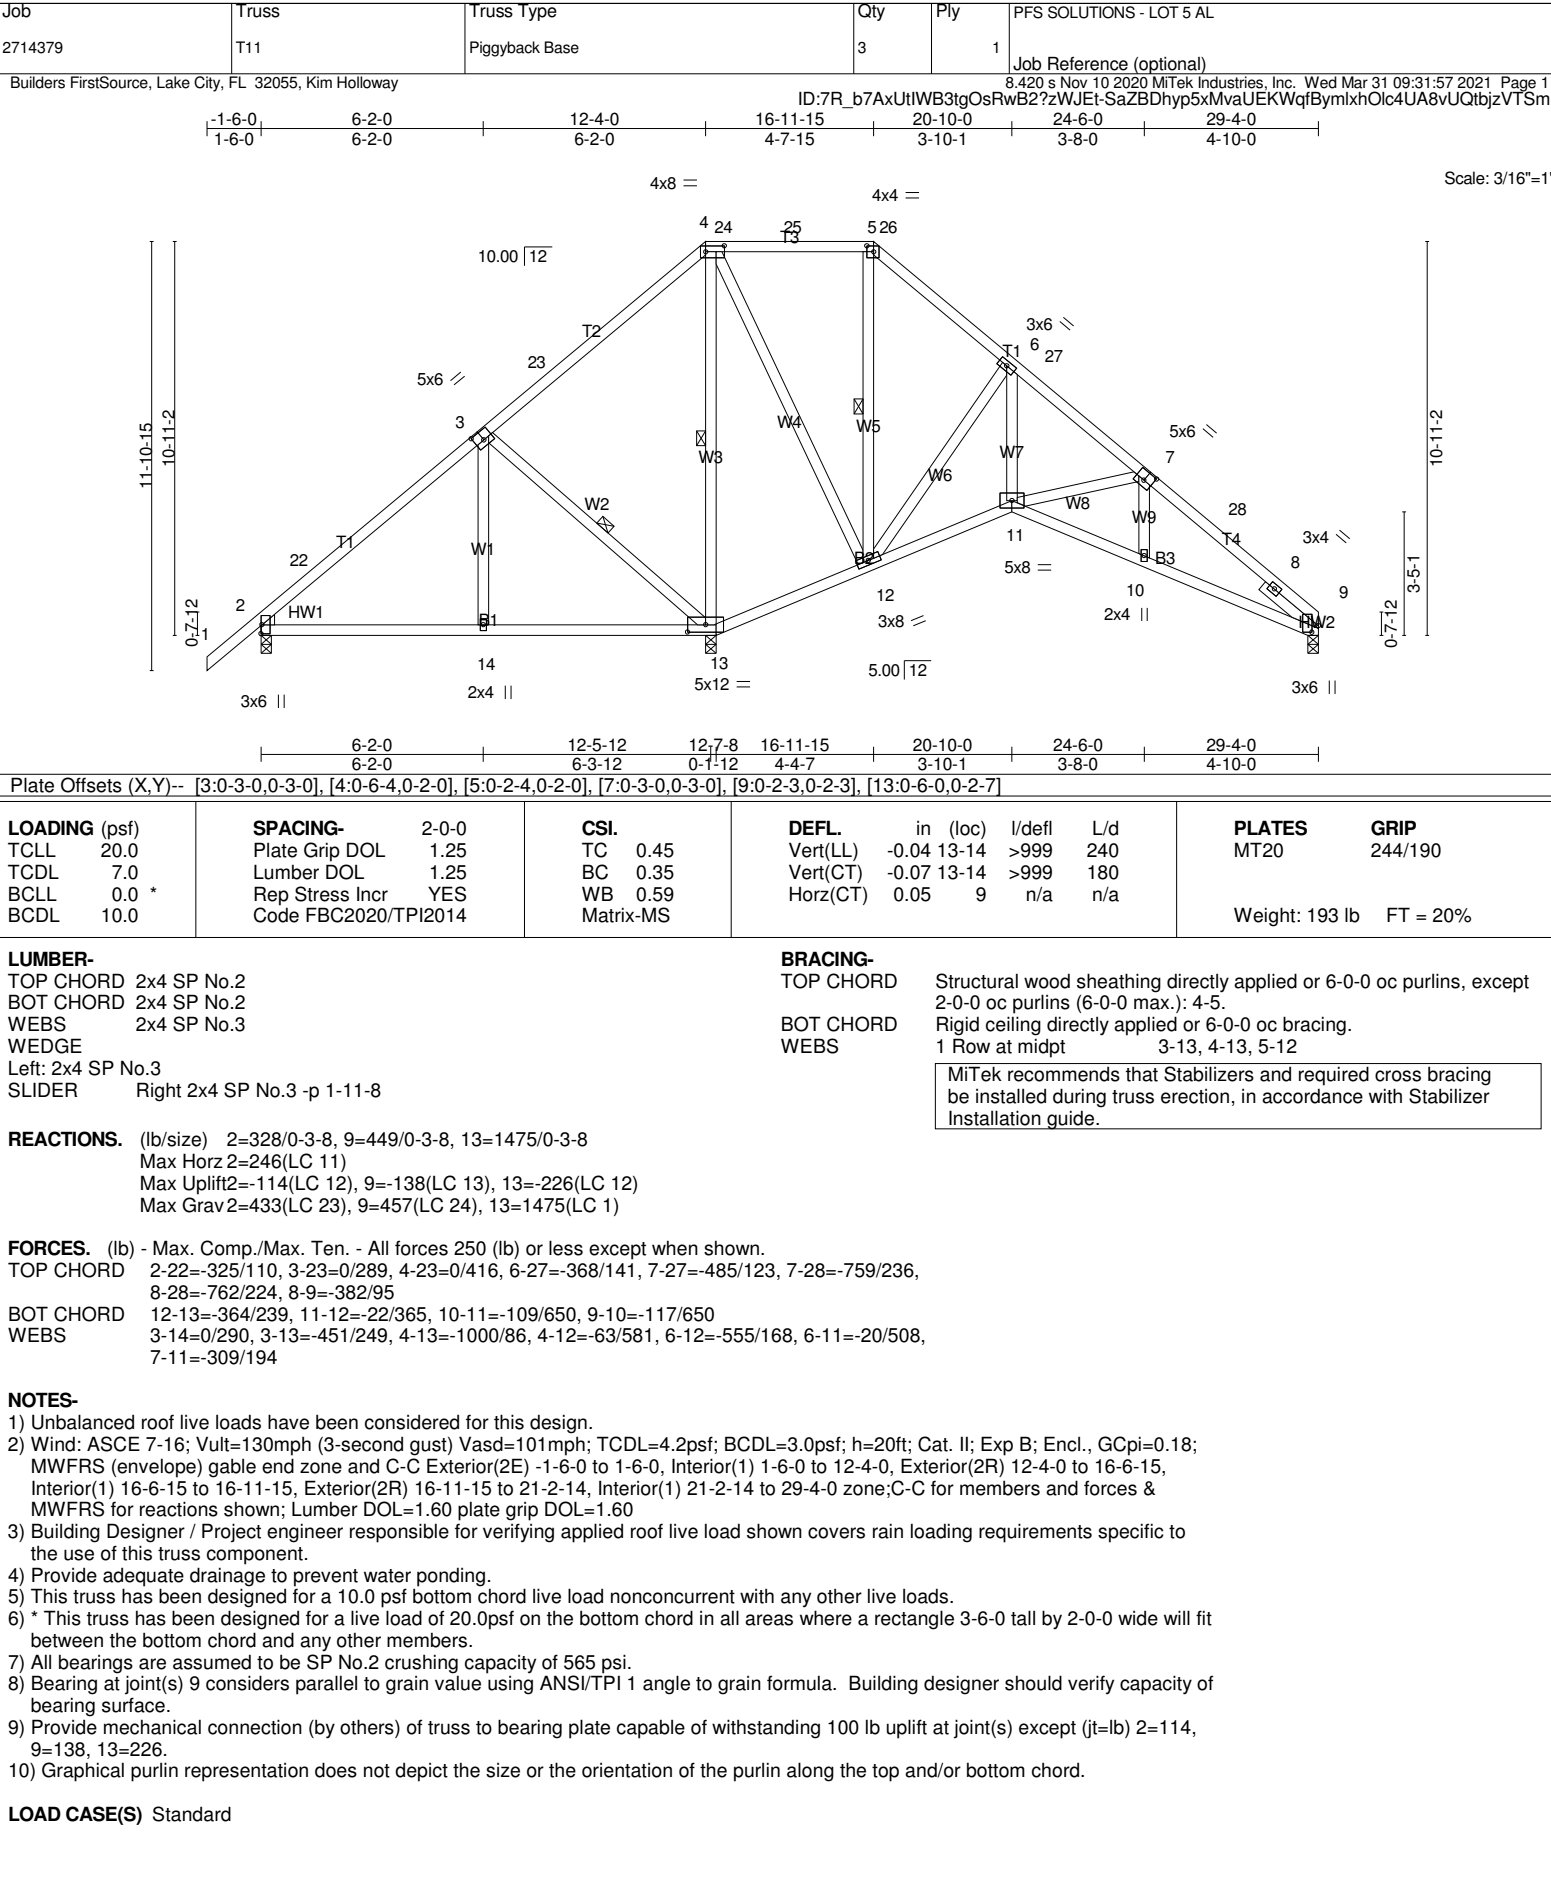 Job Truss Truss Type Qty Ply PFS SOLUTIONS - LOT 5 AL
2714379 T11 Piggyback Base 3 1
Job Reference (optional)
Builders FirstSource, Lake City, FL 32055, Kim Holloway 8.420 s Nov 10 2020 MiTek Industries, Inc. Wed Mar 31 09:31:57 2021 Page 1
ID:7R_b7AxUtIWB3tgOsRwB2?zWJEt-SaZBDhyp5xMvaUEKWqfBymlxhOlc4UA8vUQtbjzVTSm
-1-6-0 6-2-0 12-4-0 16-11-15 20-10-0 24-6-0 29-4-0
1-6-0 6-2-0 6-2-0 4-7-15 3-10-1 3-8-0 4-10-0
Scale: 3/16"=1'
4x8 =
4x4 =
4 24 25 5 26
T3
10.00 12
3x6
6
T1
27
T2
23
5x6
3
W4
W5
W3
W7
W6
5x6
7
W2
W8
W9
28
T4
3x4
8
11
5x8 =
T1
22
W1
B2
B3
10
2x4 ||
9
12
3x8
2
HW1
B1
HW2
1
14
13
5.00 12
3x6 ||
2x4 ||
5x12 =
3x6 ||
11-10-15
10-11-2
0-7-12
10-11-2
3-5-1
0-7-12
6-2-0 12-5-12 12-7-8 16-11-15 20-10-0 24-6-0 29-4-0
6-2-0 6-3-12 0-1-12 4-4-7 3-10-1 3-8-0 4-10-0
Plate Offsets (X,Y)-- [3:0-3-0,0-3-0], [4:0-6-4,0-2-0], [5:0-2-4,0-2-0], [7:0-3-0,0-3-0], [9:0-2-3,0-2-3], [13:0-6-0,0-2-7]
LOADING (psf) SPACING- 2-0-0 CSI. DEFL. in (loc) l/defl L/d PLATES GRIP
TCLL 20.0 Plate Grip DOL 1.25 TC 0.45 Vert(LL) -0.04 13-14 >999 240 MT20 244/190
TCDL 7.0 Lumber DOL 1.25 BC 0.35 Vert(CT) -0.07 13-14 >999 180
BCLL 0.0 * Rep Stress Incr YES WB 0.59 Horz(CT) 0.05 9 n/a n/a
BCDL 10.0 Code FBC2020/TPI2014 Matrix-MS Weight: 193 lb FT = 20%
LUMBER-
TOP CHORD 2x4 SP No.2
BOT CHORD 2x4 SP No.2
WEBS 2x4 SP No.3
WEDGE
Left: 2x4 SP No.3
SLIDER Right 2x4 SP No.3 -p 1-11-8
BRACING-
TOP CHORD Structural wood sheathing directly applied or 6-0-0 oc purlins, except
2-0-0 oc purlins (6-0-0 max.): 4-5.
BOT CHORD Rigid ceiling directly applied or 6-0-0 oc bracing.
WEBS 1 Row at midpt 3-13, 4-13, 5-12
MiTek recommends that Stabilizers and required cross bracing
be installed during truss erection, in accordance with Stabilizer
Installation guide.
REACTIONS. (lb/size) 2=328/0-3-8, 9=449/0-3-8, 13=1475/0-3-8
Max Horz 2=246(LC 11)
Max Uplift2=-114(LC 12), 9=-138(LC 13), 13=-226(LC 12)
Max Grav 2=433(LC 23), 9=457(LC 24), 13=1475(LC 1)
FORCES. (lb) - Max. Comp./Max. Ten. - All forces 250 (lb) or less except when shown.
TOP CHORD 2-22=-325/110, 3-23=0/289, 4-23=0/416, 6-27=-368/141, 7-27=-485/123, 7-28=-759/236,
8-28=-762/224, 8-9=-382/95
BOT CHORD 12-13=-364/239, 11-12=-22/365, 10-11=-109/650, 9-10=-117/650
WEBS 3-14=0/290, 3-13=-451/249, 4-13=-1000/86, 4-12=-63/581, 6-12=-555/168, 6-11=-20/508,
7-11=-309/194
NOTES-
1) Unbalanced roof live loads have been considered for this design.
2) Wind: ASCE 7-16; Vult=130mph (3-second gust) Vasd=101mph; TCDL=4.2psf; BCDL=3.0psf; h=20ft; Cat. II; Exp B; Encl., GCpi=0.18;
MWFRS (envelope) gable end zone and C-C Exterior(2E) -1-6-0 to 1-6-0, Interior(1) 1-6-0 to 12-4-0, Exterior(2R) 12-4-0 to 16-6-15,
Interior(1) 16-6-15 to 16-11-15, Exterior(2R) 16-11-15 to 21-2-14, Interior(1) 21-2-14 to 29-4-0 zone;C-C for members and forces &
MWFRS for reactions shown; Lumber DOL=1.60 plate grip DOL=1.60
3) Building Designer / Project engineer responsible for verifying applied roof live load shown covers rain loading requirements specific to
the use of this truss component.
4) Provide adequate drainage to prevent water ponding.
5) This truss has been designed for a 10.0 psf bottom chord live load nonconcurrent with any other live loads.
6) * This truss has been designed for a live load of 20.0psf on the bottom chord in all areas where a rectangle 3-6-0 tall by 2-0-0 wide will fit
between the bottom chord and any other members.
7) All bearings are assumed to be SP No.2 crushing capacity of 565 psi.
8) Bearing at joint(s) 9 considers parallel to grain value using ANSI/TPI 1 angle to grain formula. Building designer should verify capacity of
bearing surface.
9) Provide mechanical connection (by others) of truss to bearing plate capable of withstanding 100 lb uplift at joint(s) except (jt=lb) 2=114,
9=138, 13=226.
10) Graphical purlin representation does not depict the size or the orientation of the purlin along the top and/or bottom chord.
LOAD CASE(S) Standard